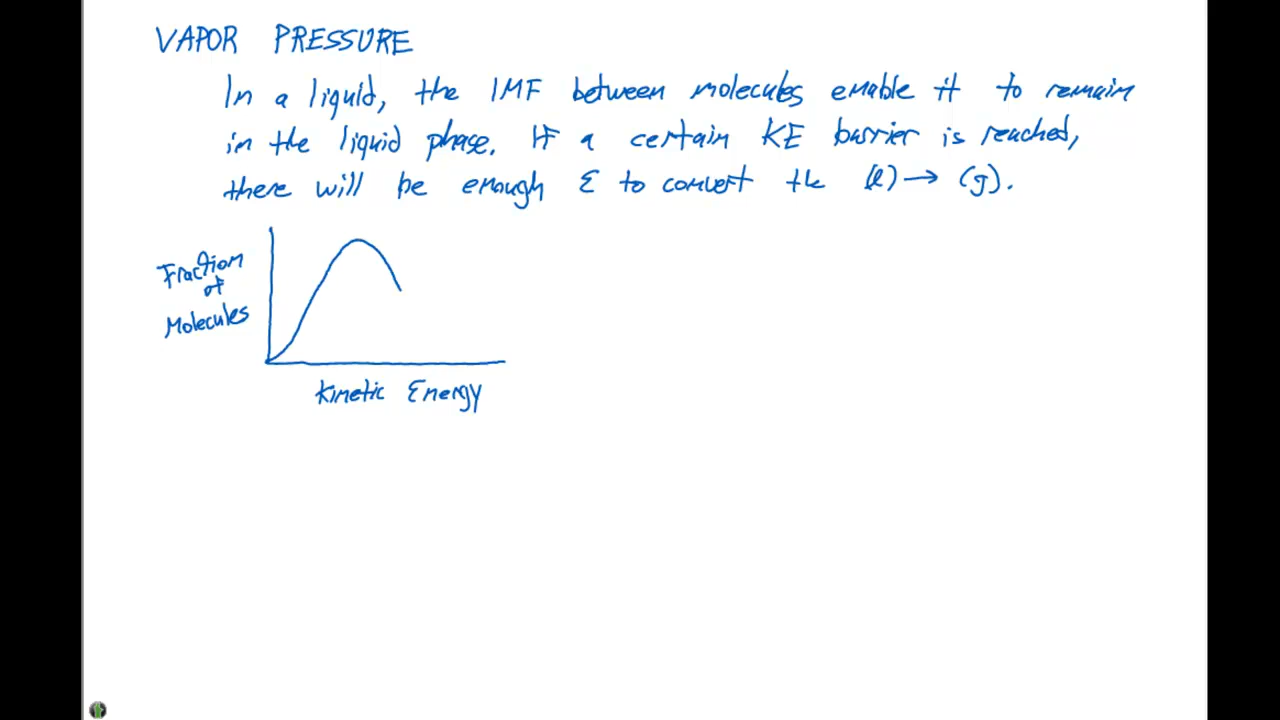 VAPOR PRESSURE
In a liquid, the IMF between molecules enable it to remain
in the liquid phase. If a certain KE barrier is reached,
there will be enough E to convert the (l) → (g).
Fraction
of
Molecules
Kinetic Energy